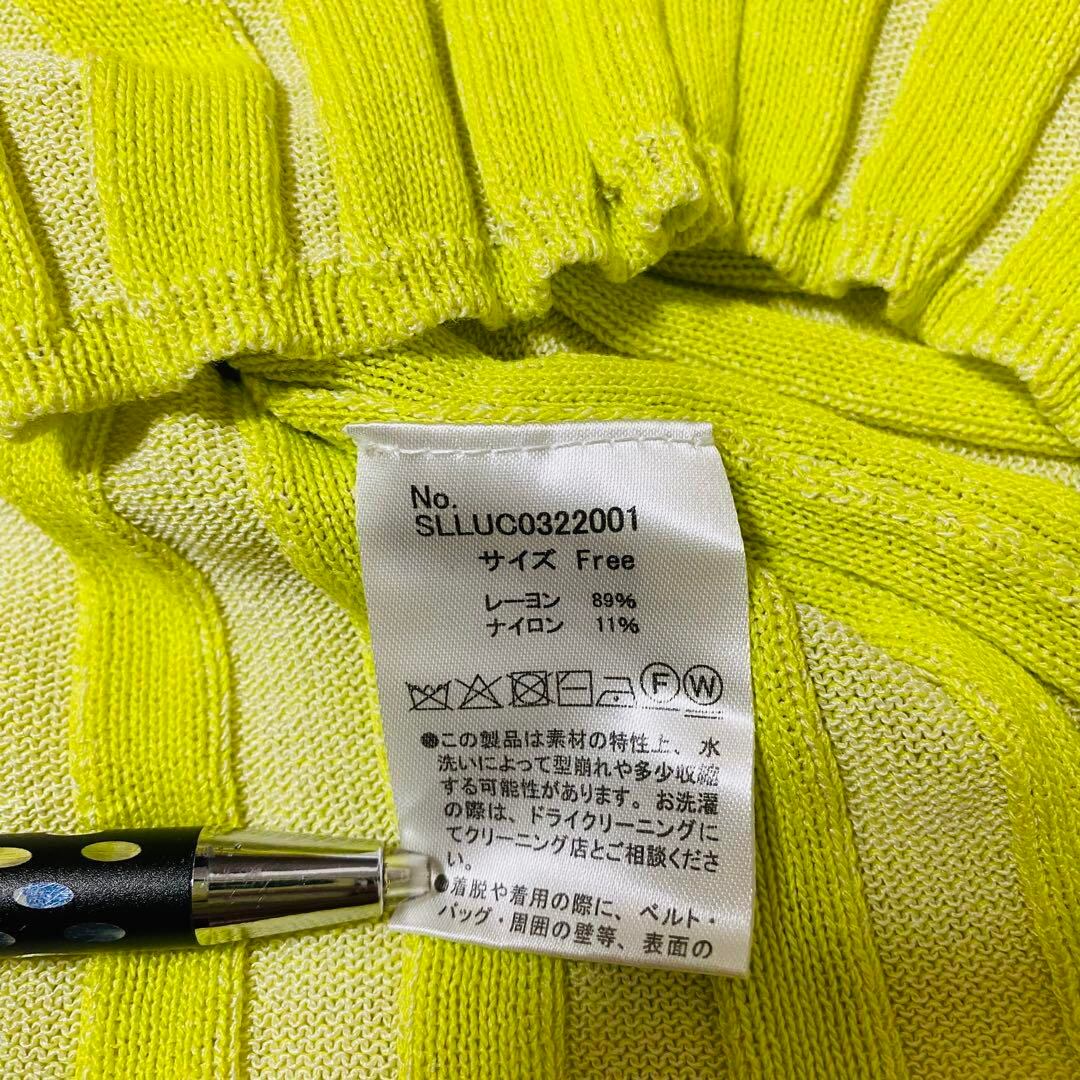 No.
SLLUC0322001
サイズ Free
レーヨン 89%
ナイロン 11%
F W
●この製品は素材の特性上、水
洗いによって型崩れや多少収縮
する可能性があります。お洗濯
の際は、ドライクリーニングに
てクリーニング店とご相談くださ
い。
●着脱や着用の際に、ベルト・
バッグ・周囲の壁等、表面の